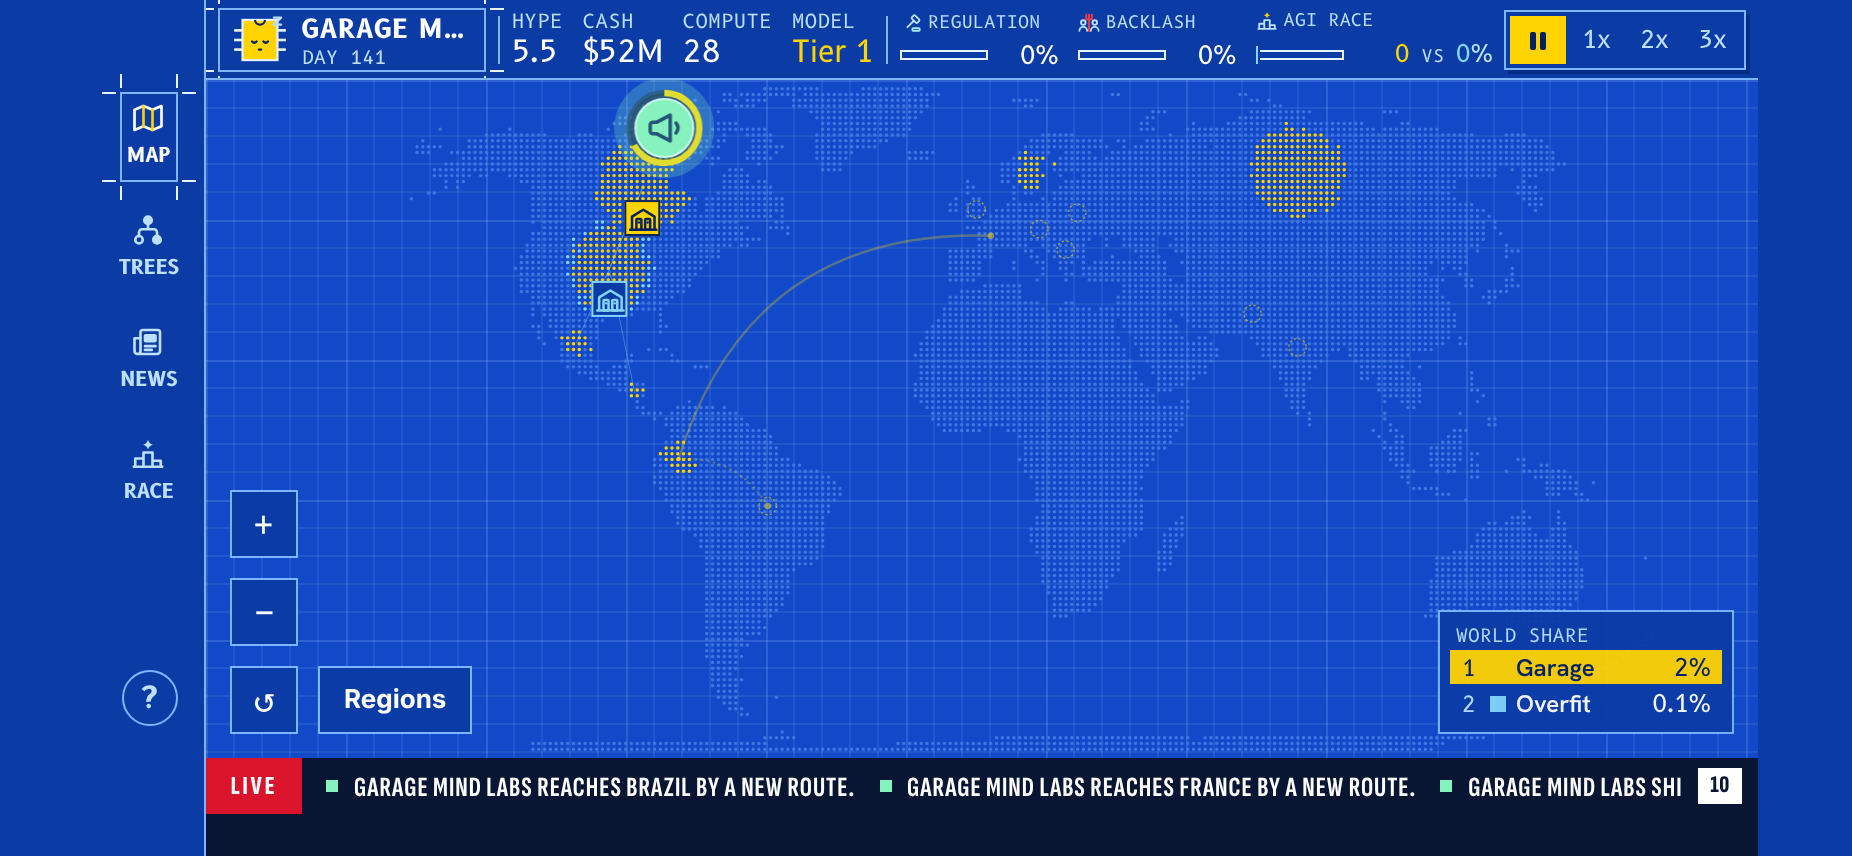 GARAGE M...
DAY 141
HYPE
5.5
CASH
$52M
COMPUTE
28
MODEL
Tier 1
REGULATION
0%
BACKLASH
0%
AGI RACE
0 VS 0%
1x
2x
3x
MAP
TREES
NEWS
RACE
?
+
−
↺
Regions
WORLD SHARE
1 Garage 2%
2 Overfit 0.1%
LIVE
GARAGE MIND LABS REACHES BRAZIL BY A NEW ROUTE.
GARAGE MIND LABS REACHES FRANCE BY A NEW ROUTE.
GARAGE MIND LABS SHI
10